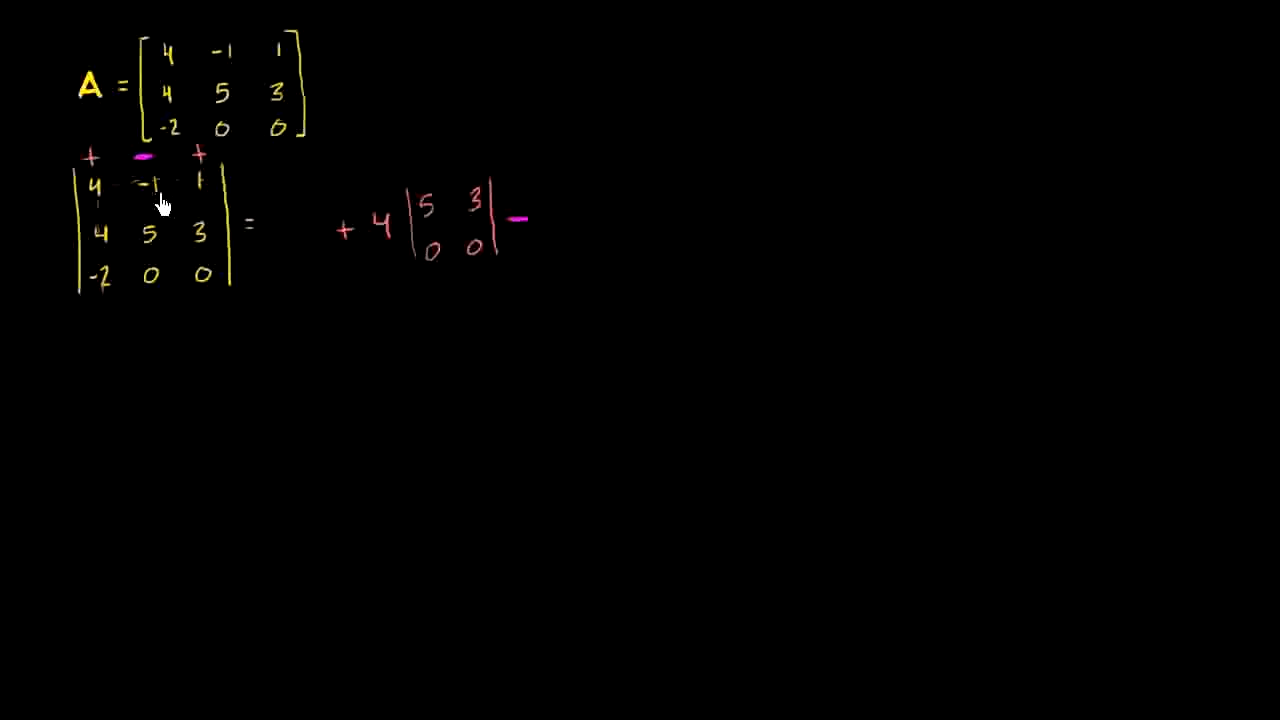 A = [ 4 -1 1
4 5 3
-2 0 0 ]
+ - +
| 4 -1 1 |
| 4 5 3 | = + 4 | 5 3 | -
| -2 0 0 | | 0 0 |